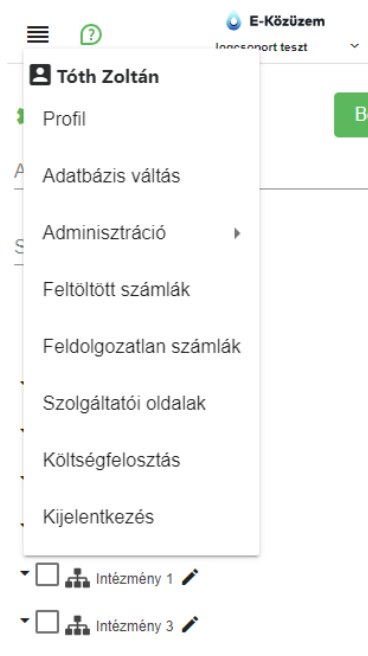 E-Közüzem
Jogcsoport teszt
Tóth Zoltán
Profil
Adatbázis váltás
Adminisztráció
Feltöltött számlák
Feldolgozatlan számlák
Szolgáltatói oldalak
Költségfelosztás
Kijelentkezés
Intézmény 1
Intézmény 3